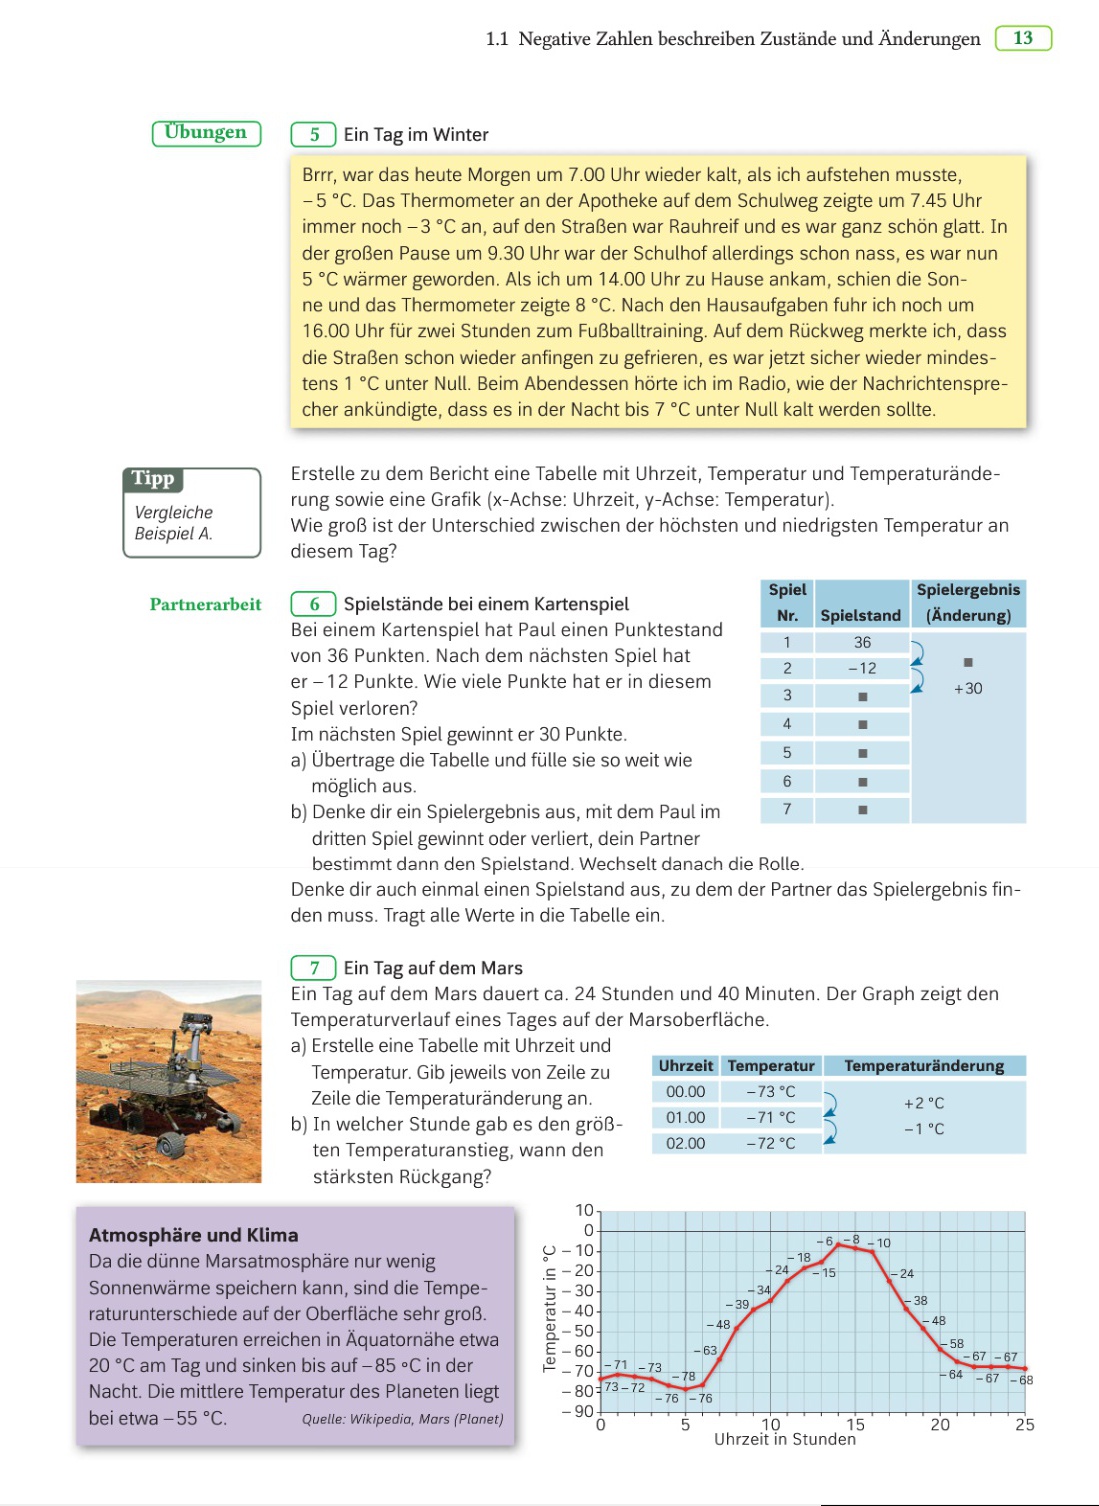 1.1 Negative Zahlen beschreiben Zustände und Änderungen 13
Übungen
5 Ein Tag im Winter
Brrr, war das heute Morgen um 7.00 Uhr wieder kalt, als ich aufstehen musste,
– 5 °C. Das Thermometer an der Apotheke auf dem Schulweg zeigte um 7.45 Uhr
immer noch – 3 °C an, auf den Straßen war Rauhreif und es war ganz schön glatt. In
der großen Pause um 9.30 Uhr war der Schulhof allerdings schon nass, es war nun
5 °C wärmer geworden. Als ich um 14.00 Uhr zu Hause ankam, schien die Son-
ne und das Thermometer zeigte 8 °C. Nach den Hausaufgaben fuhr ich noch um
16.00 Uhr für zwei Stunden zum Fußballtraining. Auf dem Rückweg merkte ich, dass
die Straßen schon wieder anfingen zu gefrieren, es war jetzt sicher wieder mindes-
tens 1 °C unter Null. Beim Abendessen hörte ich im Radio, wie der Nachrichtenspre-
cher ankündigte, dass es in der Nacht bis 7 °C unter Null kalt werden sollte.
Tipp
Vergleiche
Beispiel A.
Erstelle zu dem Bericht eine Tabelle mit Uhrzeit, Temperatur und Temperaturände-
rung sowie eine Grafik (x-Achse: Uhrzeit, y-Achse: Temperatur).
Wie groß ist der Unterschied zwischen der höchsten und niedrigsten Temperatur an
diesem Tag?
Partnerarbeit
6 Spielstände bei einem Kartenspiel
Bei einem Kartenspiel hat Paul einen Punktestand
von 36 Punkten. Nach dem nächsten Spiel hat
er – 12 Punkte. Wie viele Punkte hat er in diesem
Spiel verloren?
Im nächsten Spiel gewinnt er 30 Punkte.
a) Übertrage die Tabelle und fülle sie so weit wie
möglich aus.
b) Denke dir ein Spielergebnis aus, mit dem Paul im
dritten Spiel gewinnt oder verliert, dein Partner
bestimmt dann den Spielstand. Wechselt danach die Rolle.
Denke dir auch einmal einen Spielstand aus, zu dem der Partner das Spielergebnis fin-
den muss. Tragt alle Werte in die Tabelle ein.
Spiel Spielergebnis
Nr. Spielstand (Änderung)
1 36
2 – 12 ■
3 ■ + 30
4 ■
5 ■
6 ■
7 ■
7 Ein Tag auf dem Mars
Ein Tag auf dem Mars dauert ca. 24 Stunden und 40 Minuten. Der Graph zeigt den
Temperaturverlauf eines Tages auf der Marsoberfläche.
a) Erstelle eine Tabelle mit Uhrzeit und
Temperatur. Gib jeweils von Zeile zu
Zeile die Temperaturänderung an.
b) In welcher Stunde gab es den größ-
ten Temperaturanstieg, wann den
stärksten Rückgang?
Uhrzeit Temperatur Temperaturänderung
00.00 – 73 °C
+ 2 °C
01.00 – 71 °C
– 1 °C
02.00 – 72 °C
Atmosphäre und Klima
Da die dünne Marsatmosphäre nur wenig
Sonnenwärme speichern kann, sind die Tempe-
raturunterschiede auf der Oberfläche sehr groß.
Die Temperaturen erreichen in Äquatornähe etwa
20 °C am Tag und sinken bis auf – 85 °C in der
Nacht. Die mittlere Temperatur des Planeten liegt
bei etwa – 55 °C. Quelle: Wikipedia, Mars (Planet)
Temperatur in °C
10
0
– 10
– 20
– 30
– 40
– 50
– 60
– 70
– 80
– 90
73 – 71 – 72 – 73 – 76 – 78 – 76 – 63 – 48 – 39 – 34 – 24 – 18 – 15 – 6 – 8 – 10 – 24 – 38 – 48 – 58 – 64 – 67 – 67 – 67 – 68
0 5 10 15 20 25
Uhrzeit in Stunden